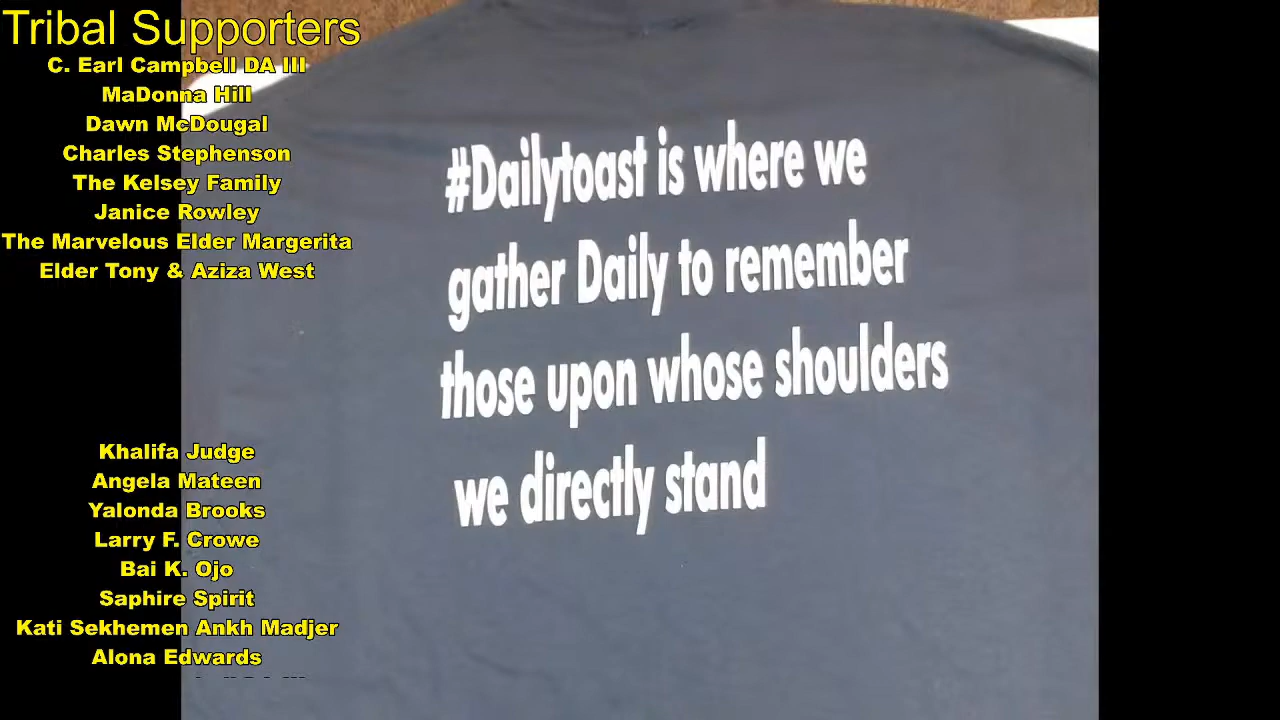 Tribal Supporters
C. Earl Campbell DA III
MaDonna Hill
Dawn McDougal
Charles Stephenson
The Kelsey Family
Janice Rowley
The Marvelous Elder Margerita
Elder Tony & Aziza West
Khalifa Judge
Angela Mateen
Yalonda Brooks
Larry F. Crowe
Bai K. Ojo
Saphire Spirit
Kati Sekhemen Ankh Madjer
Alona Edwards
#Dailytoast is where we
gather Daily to remember
those upon whose shoulders
we directly stand